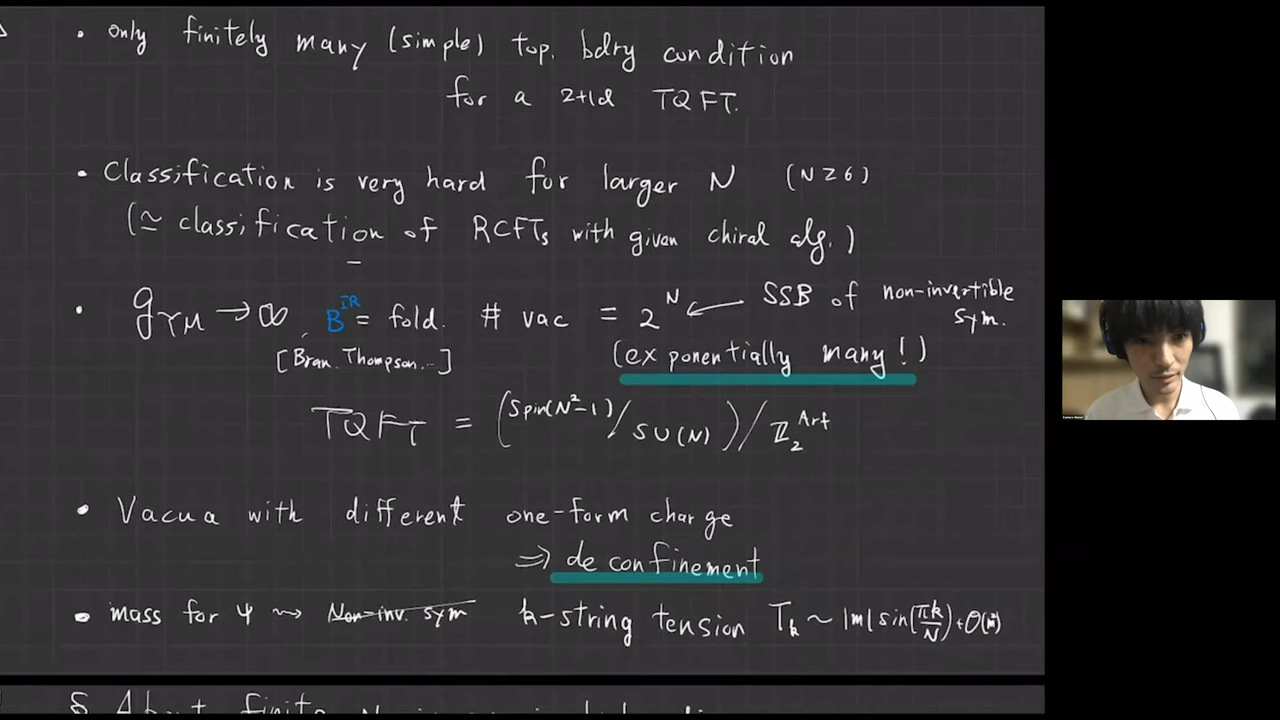 • only finitely many (simple) top. bdry condition
for a 2+1d TQFT.
• Classification is very hard for larger N (N≥6)
(≃ classification of RCFTs with given chiral alg.)
• g_YM → ∞ B^IR = fold. # vac = 2^N ← SSB of non-invertible sym.
[Bran. Thompson...] (exponentially many!)
TQFT = (Spin(N²-1)/SU(N))/Z₂^Arf
• Vacua with different one-form charge
⇒ deconfinement
• mass for ψ ⇝ Non-inv. sym k-string tension T_k ~ |m| sin(πk/N) + O(m²)
§ About finite